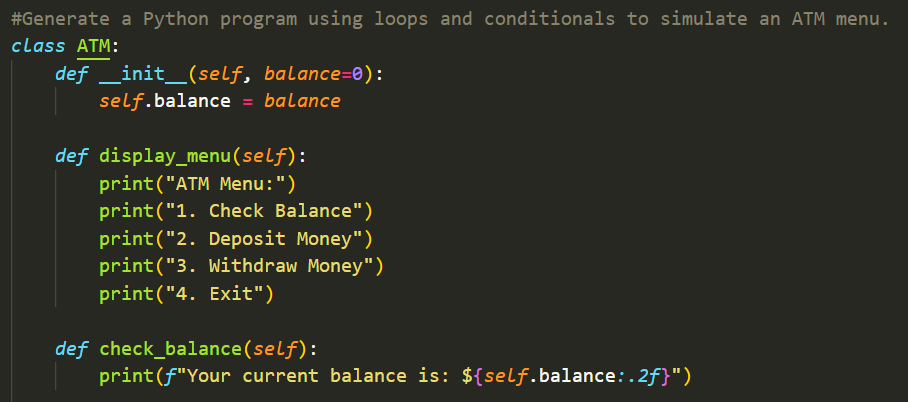 #Generate a Python program using loops and conditionals to simulate an ATM menu.
class ATM:
    def __init__(self, balance=0):
        self.balance = balance

    def display_menu(self):
        print("ATM Menu:")
        print("1. Check Balance")
        print("2. Deposit Money")
        print("3. Withdraw Money")
        print("4. Exit")

    def check_balance(self):
        print(f"Your current balance is: ${self.balance:.2f}")